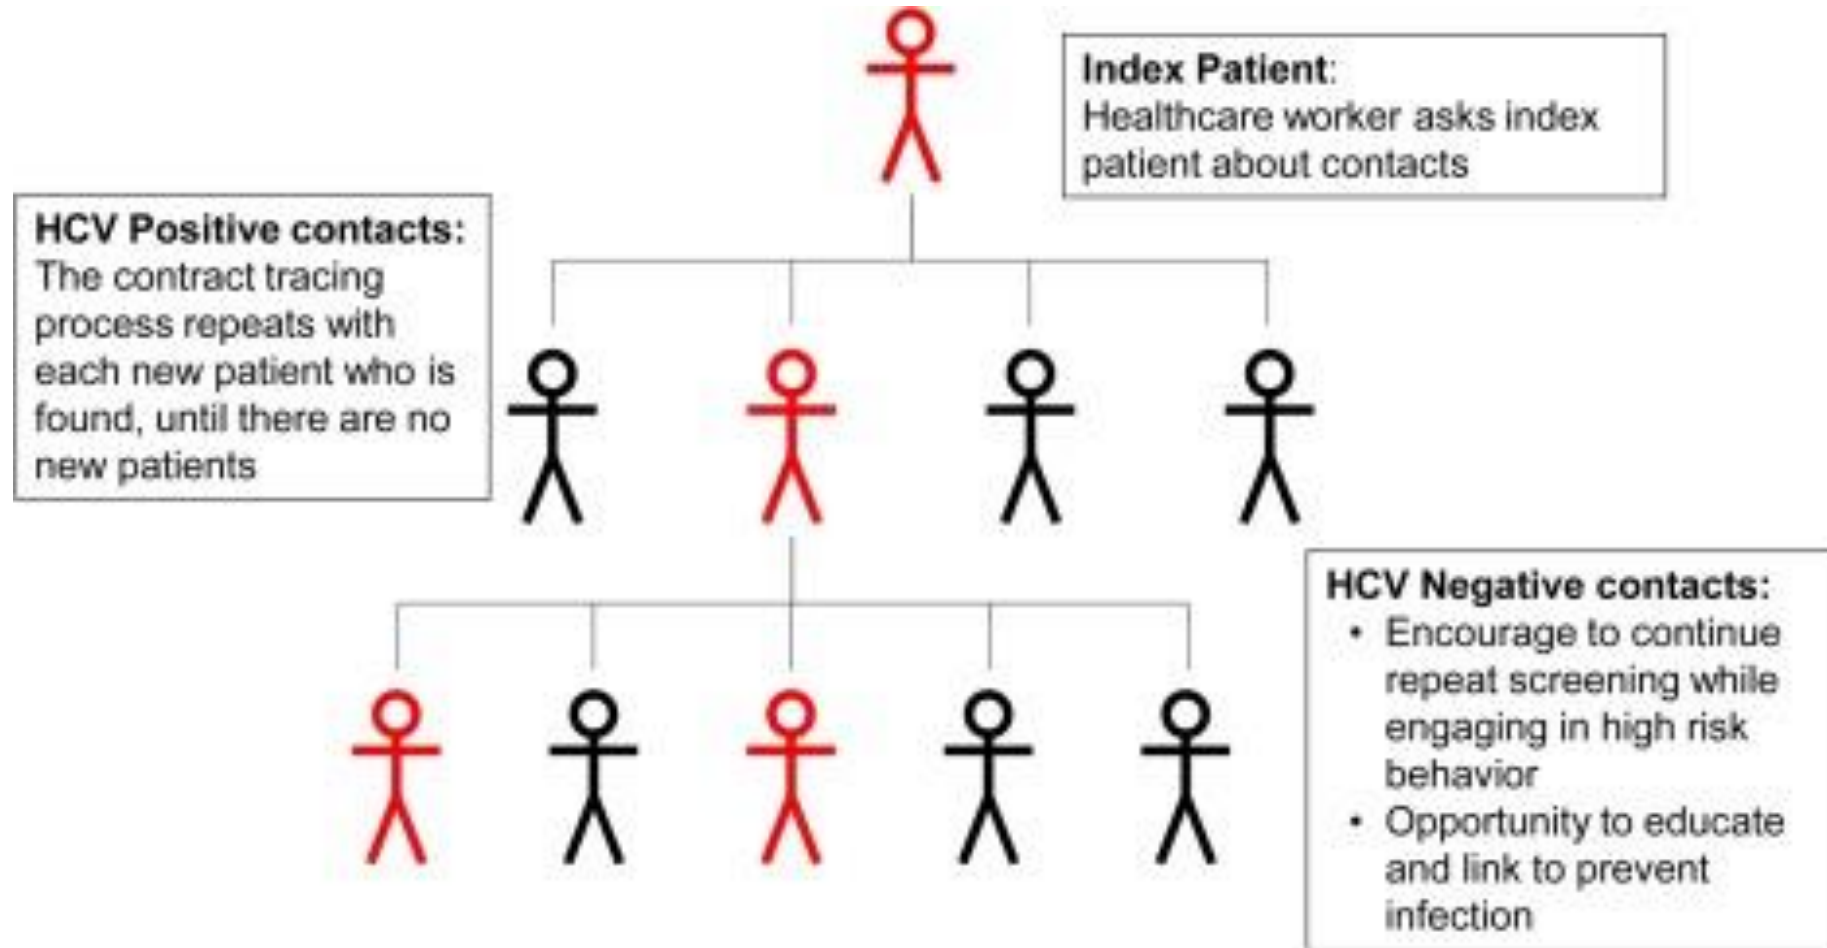 Index Patient:
Healthcare worker asks index
patient about contacts
HCV Positive contacts:
The contract tracing
process repeats with
each new patient who is
found, until there are no
new patients
HCV Negative contacts:
• Encourage to continue
repeat screening while
engaging in high risk
behavior
• Opportunity to educate
and link to prevent
infection